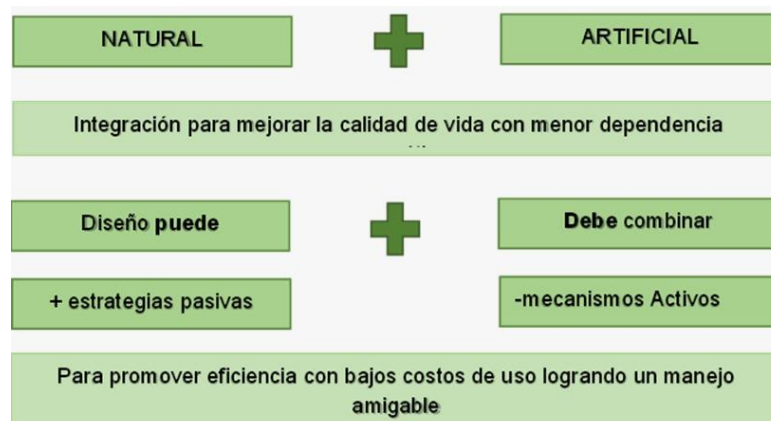 NATURAL
ARTIFICIAL
Integración para mejorar la calidad de vida con menor dependencia
Diseño puede
Debe combinar
+ estrategias pasivas
-mecanismos Activos
Para promover eficiencia con bajos costos de uso logrando un manejo
amigable